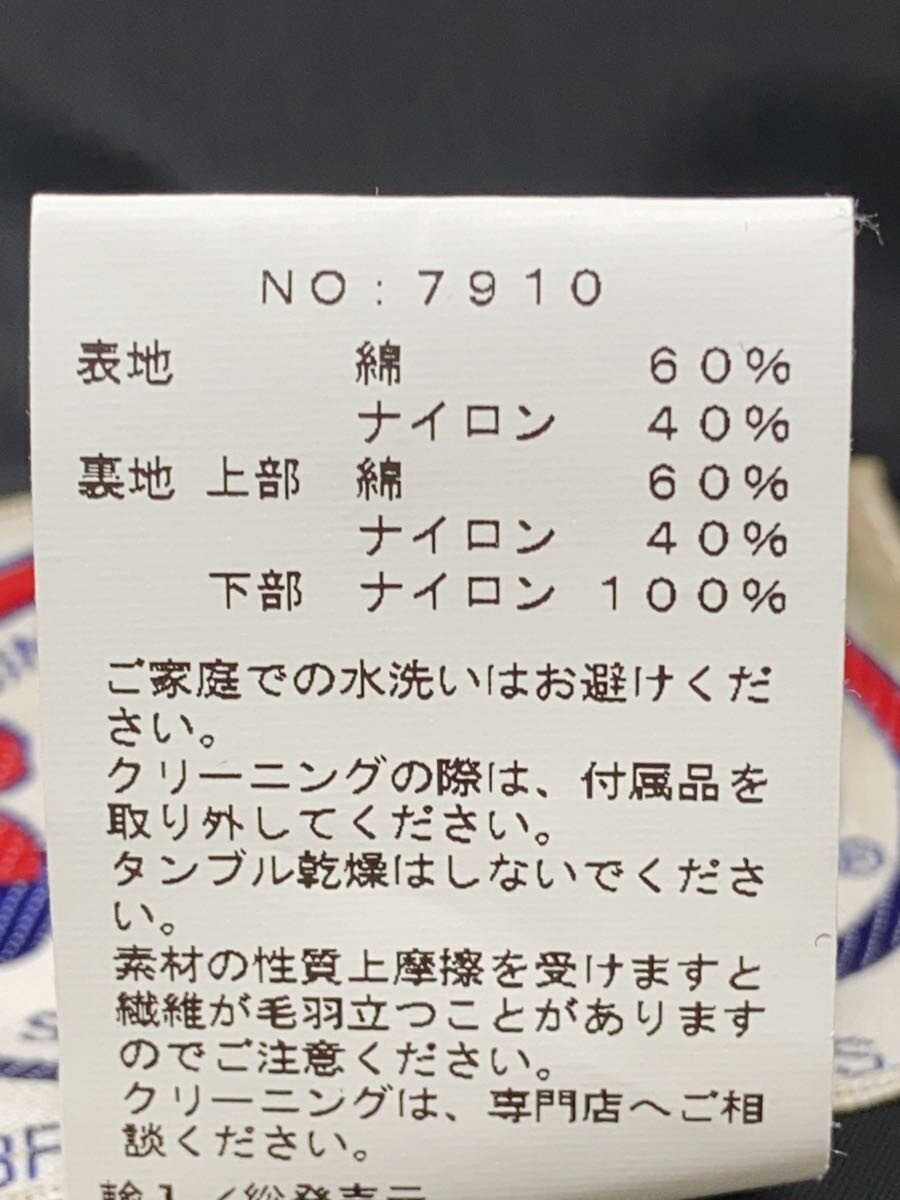 NO:7910
表地 綿 60%
ナイロン 40%
裏地 上部 綿 60%
ナイロン 40%
下部 ナイロン 100%
ご家庭での水洗いはお避けくだ
さい。
クリーニングの際は、付属品を
取り外してください。
タンブル乾燥はしないでくださ
い。
素材の性質上摩擦を受けますと
繊維が毛羽立つことがあります
のでご注意ください。
クリーニングは、専門店へご相
談ください。
輸入/総発売元